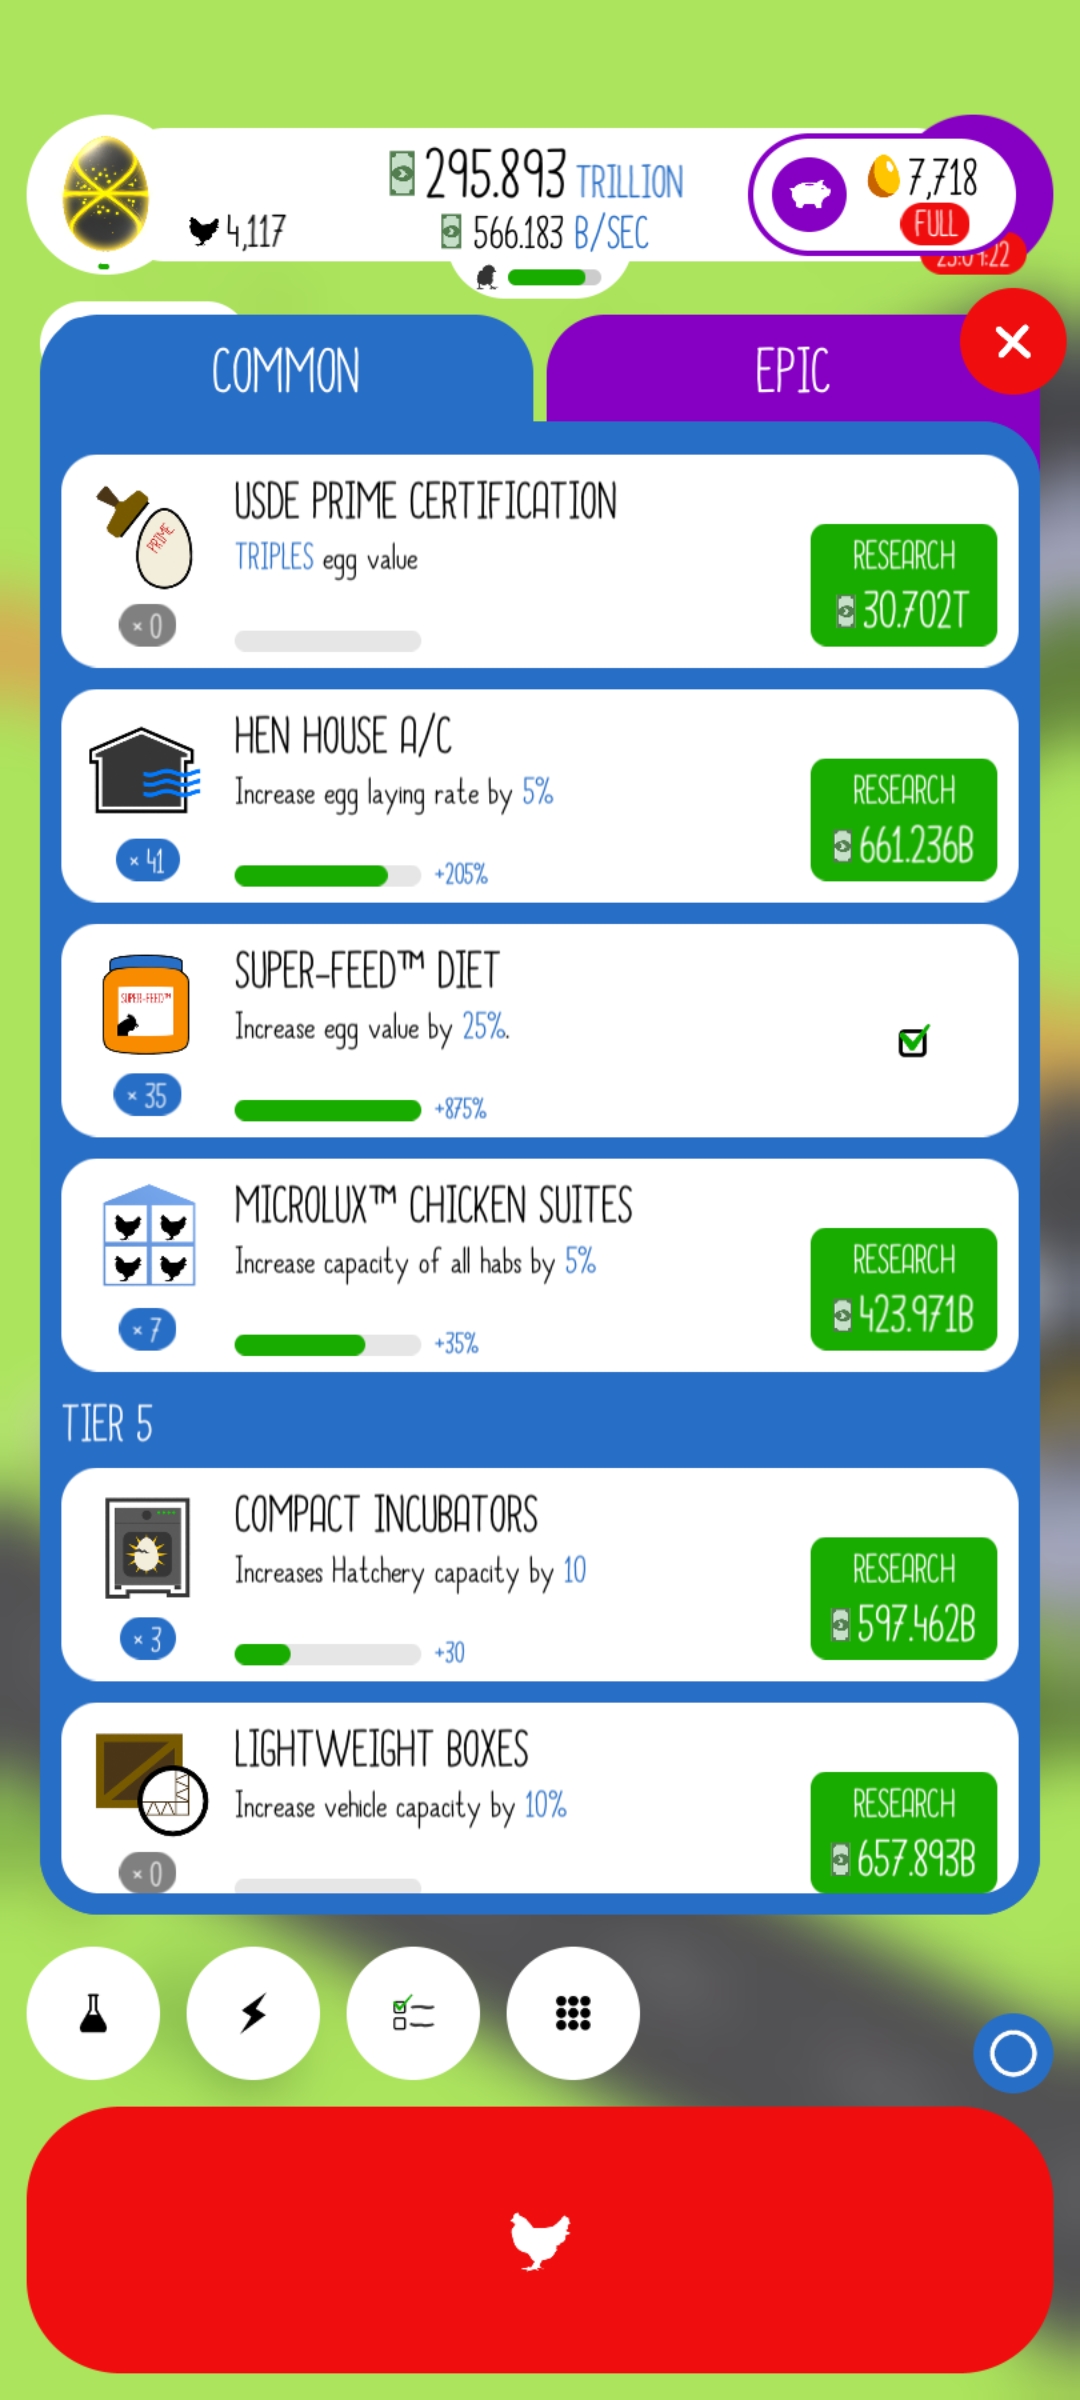 295.893 TRILLION
4,117
566.183 B/SEC
7,718
FULL
COMMON
EPIC
USDE PRIME CERTIFICATION
TRIPLES egg value
PRIME
× 0
RESEARCH
30.702T
HEN HOUSE A/C
Increase egg laying rate by 5%
× 41
+205%
RESEARCH
661.236B
SUPER-FEED™ DIET
SUPER-FEED™
Increase egg value by 25%.
× 35
+875%
MICROLUX™ CHICKEN SUITES
Increase capacity of all habs by 5%
× 7
+35%
RESEARCH
423.971B
TIER 5
COMPACT INCUBATORS
Increases Hatchery capacity by 10
× 3
+30
RESEARCH
597.462B
LIGHTWEIGHT BOXES
Increase vehicle capacity by 10%
× 0
RESEARCH
657.893B